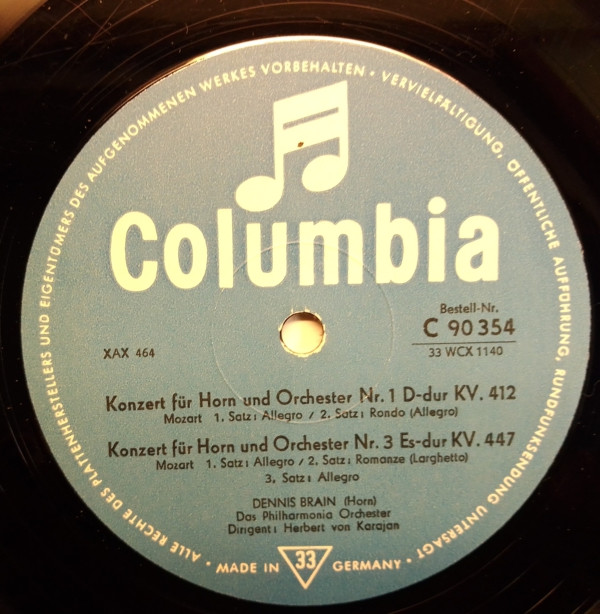 ALLE RECHTE DES PLATTENHERSTELLERS UND EIGENTÜMERS DES AUFGENOMMENEN WERKES VORBEHALTEN • VERVIELFÄLTIGUNG, ÖFFENTLICHE AUFFÜHRUNG, RUNDFUNKSENDUNG UNTERSAGT •
Columbia
Bestell-Nr.
C 90 354
XAX 464
33 WCX 1140
Konzert für Horn und Orchester Nr. 1 D-dur KV. 412
Mozart 1. Satz: Allegro / 2. Satz: Rondo (Allegro)
Konzert für Horn und Orchester Nr. 3 Es-dur KV. 447
Mozart 1. Satz: Allegro / 2. Satz: Romanze (Larghetto)
3. Satz: Allegro
DENNIS BRAIN (Horn)
Das Philharmonia Orchester
Dirigent: Herbert von Karajan
MADE IN 33 GERMANY •